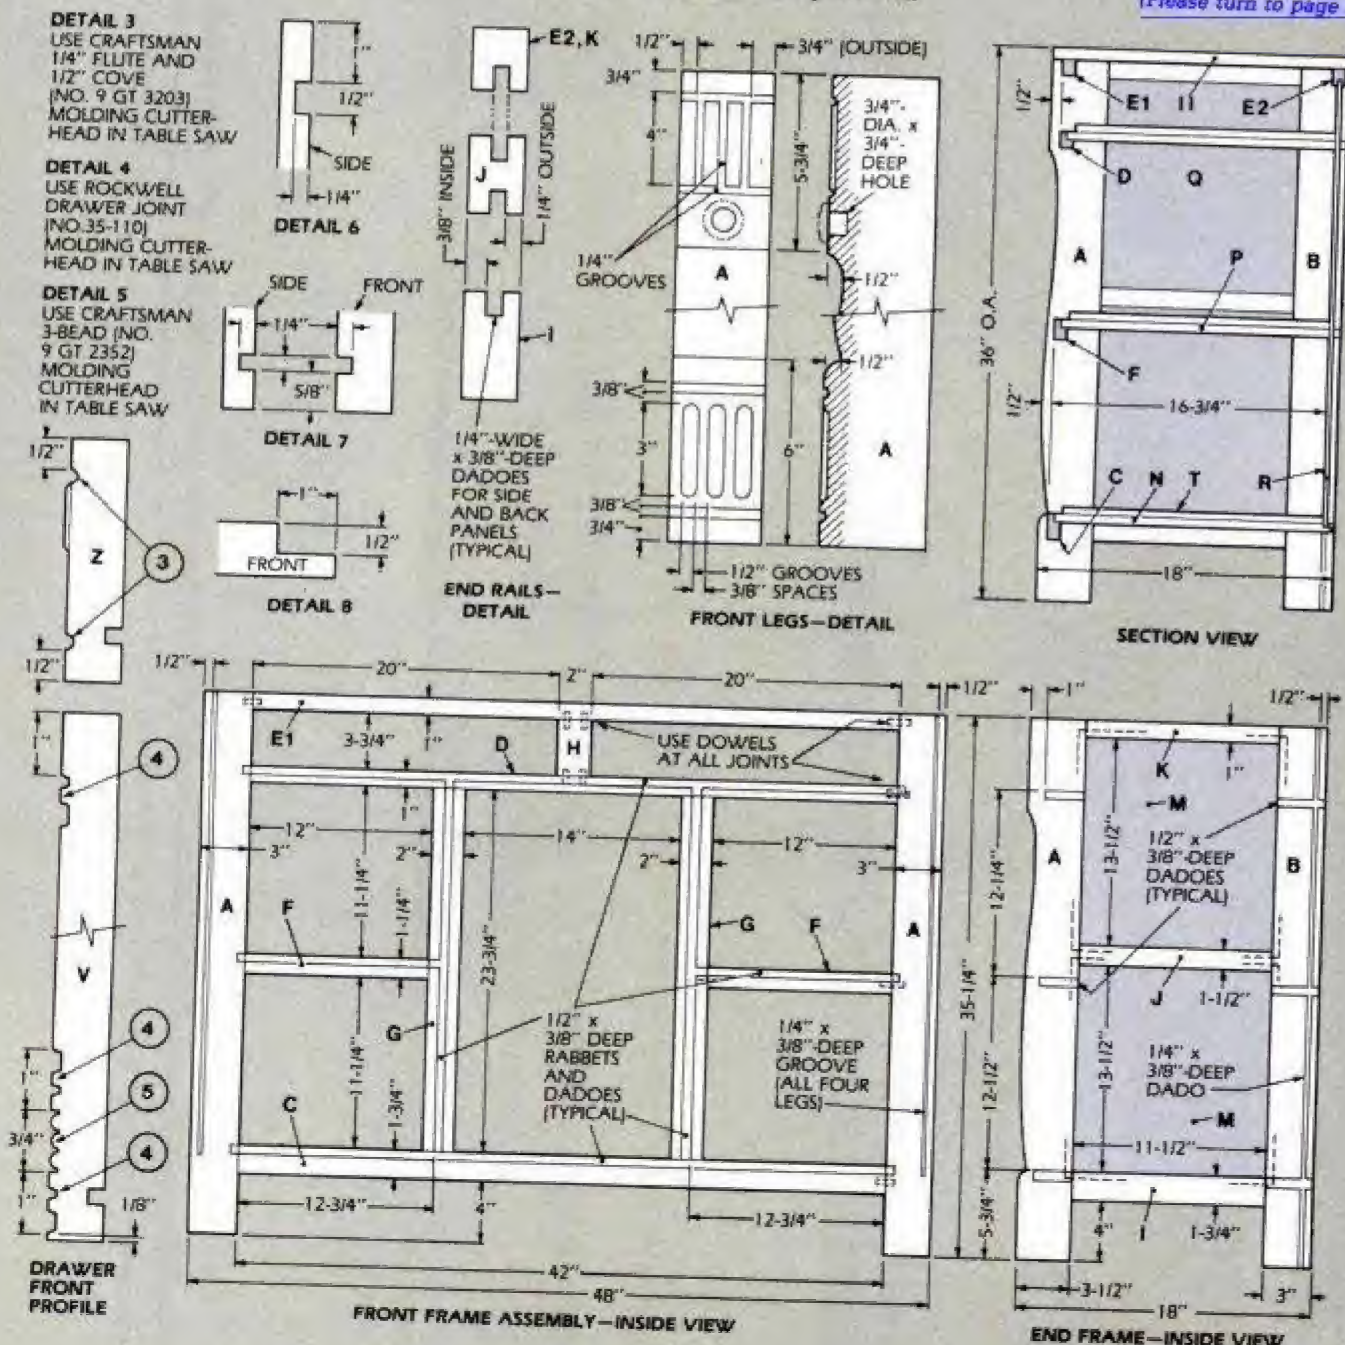 (Please turn to page
DETAIL 3
USE CRAFTSMAN
1/4" FLUTE AND
1/2" COVE
(NO. 9 GT 3203)
MOLDING CUTTER-
HEAD IN TABLE SAW
DETAIL 4
USE ROCKWELL
DRAWER JOINT
(NO.35-110)
MOLDING CUTTER-
HEAD IN TABLE SAW
DETAIL 5
USE CRAFTSMAN
3-BEAD (NO.
9 GT 2352)
MOLDING
CUTTERHEAD
IN TABLE SAW
1"
1/2"
SIDE
1/4"
DETAIL 6
SIDE
FRONT
1/4"
5/8"
DETAIL 7
1"
1/2"
FRONT
DETAIL 8
E2, K
J
3/8" INSIDE
1/4" OUTSIDE
I
1/4"-WIDE
x 3/8"-DEEP
DADOES
FOR SIDE
AND BACK
PANELS
(TYPICAL)
END RAILS—
DETAIL
1/2"
3/4" (OUTSIDE)
3/4"
4"
5-3/4"
3/4"-
DIA. x
3/4"-
DEEP
HOLE
1/4"
GROOVES
A
1/2"
1/2"
3/8"
3"
6"
A
3/8"
3/4"
1/2" GROOVES
3/8" SPACES
FRONT LEGS—DETAIL
1/2"
E1
II
E2
D
Q
A
P
B
36" O.A.
F
1/2"
16-3/4"
C
N
T
R
18"
SECTION VIEW
1/2"
Z
3
1/2"
1"
4
V
4
1"
5
3/4"
4
1"
1/8"
DRAWER
FRONT
PROFILE
1/2"
20"
2"
20"
1/2"
E1
3-3/4"
1"
D
H
USE DOWELS
AT ALL JOINTS
1"
12"
14"
12"
3"
2"
2"
3"
A
F
11-1/4"
1-1/4"
23-3/4"
G
F
A
35-1/4"
G
1/2" x
3/8" DEEP
RABBETS
AND
DADOES
(TYPICAL)
1/4" x
3/8"-DEEP
GROOVE
(ALL FOUR
LEGS)
11-1/4"
C
1-3/4"
12-3/4"
4"
12-3/4"
42"
48"
FRONT FRAME ASSEMBLY—INSIDE VIEW
1"
1/2"
K
1"
M
13-1/2"
1/2" x
3/8"-DEEP
DADOES
(TYPICAL)
A
B
12-1/4"
J
1-1/2"
12-1/2"
13-1/2"
1/4" x
3/8"-DEEP
DADO
M
11-1/2"
5-3/4"
4"
I
1-3/4"
3-1/2"
3"
18"
END FRAME—INSIDE VIEW